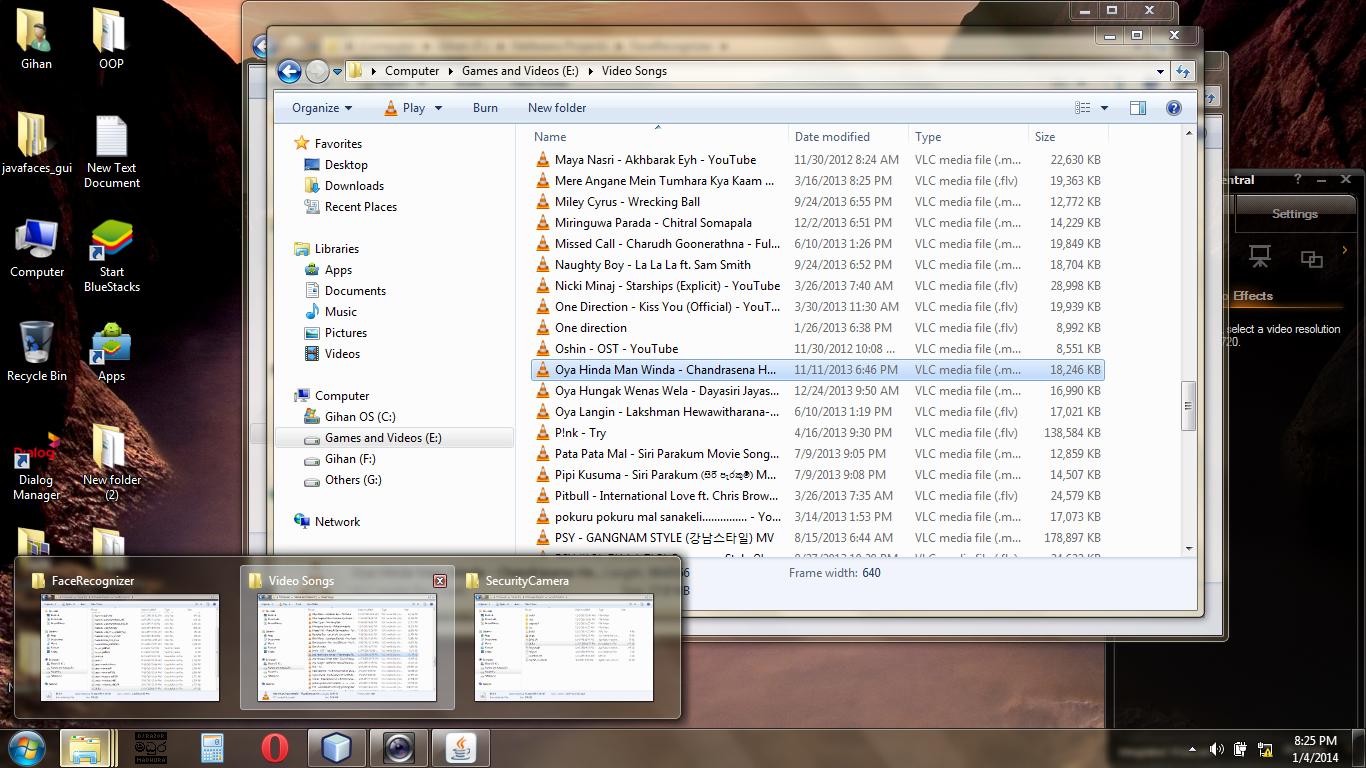 Gihan
OOP
javafaces_gui
New Text Document
Computer
Start BlueStacks
Recycle Bin
Apps
Dialog
Dialog Manager
New folder (2)
Computer Games and Videos (E:) Video Songs
Organize Play Burn New folder
Favorites
Desktop
Downloads
Recent Places
Libraries
Apps
Documents
Music
Pictures
Videos
Computer
Gihan OS (C:)
Games and Videos (E:)
Gihan (F:)
Others (G:)
Network
Name Date modified Type Size
Maya Nasri - Akhbarak Eyh - YouTube 11/30/2012 8:24 AM VLC media file (.m... 22,630 KB
Mere Angane Mein Tumhara Kya Kaam ... 3/16/2013 8:25 PM VLC media file (.flv) 19,363 KB
Miley Cyrus - Wrecking Ball 9/24/2013 6:55 PM VLC media file (.m... 12,772 KB
Miringuwa Parada - Chitral Somapala 12/2/2013 6:51 PM VLC media file (.m... 14,229 KB
Missed Call - Charudh Goonerathna - Ful... 6/10/2013 1:26 PM VLC media file (.m... 19,849 KB
Naughty Boy - La La La ft. Sam Smith 9/24/2013 6:52 PM VLC media file (.m... 18,704 KB
Nicki Minaj - Starships (Explicit) - YouTube 3/26/2013 7:40 AM VLC media file (.m... 28,998 KB
One Direction - Kiss You (Official) - YouT... 3/30/2013 11:30 AM VLC media file (.m... 19,939 KB
One direction 1/26/2013 6:38 PM VLC media file (.flv) 8,992 KB
Oshin - OST - YouTube 11/30/2012 10:08 ... VLC media file (.m... 8,551 KB
Oya Hinda Man Winda - Chandrasena H... 11/11/2013 6:46 PM VLC media file (.m... 18,246 KB
Oya Hungak Wenas Wela - Dayasiri Jayas... 12/24/2013 9:50 AM VLC media file (.m... 16,990 KB
Oya Langin - Lakshman Hewawitharana-... 6/10/2013 1:19 PM VLC media file (.m... 17,021 KB
P!nk - Try 4/16/2013 9:30 PM VLC media file (.flv) 138,584 KB
Pata Pata Mal - Siri Parakum Movie Song... 7/9/2013 9:05 PM VLC media file (.m... 12,859 KB
Pipi Kusuma - Siri Parakum (සිරි පැරකුම්) M... 7/9/2013 9:08 PM VLC media file (.m... 14,507 KB
Pitbull - International Love ft. Chris Brow... 3/26/2013 7:35 AM VLC media file (.m... 24,579 KB
pokuru pokuru mal sanakeli.............. - Yo... 3/14/2013 1:53 PM VLC media file (.m... 17,073 KB
PSY - GANGNAM STYLE (강남스타일) MV 8/15/2013 6:44 AM VLC media file (.m... 178,897 KB
Frame width: 640
entral
Settings
Effects
select a video resolution
720.
FaceRecognizer
Video Songs
SecurityCamera
මධුර
MADHURA
8:25 PM
1/4/2014